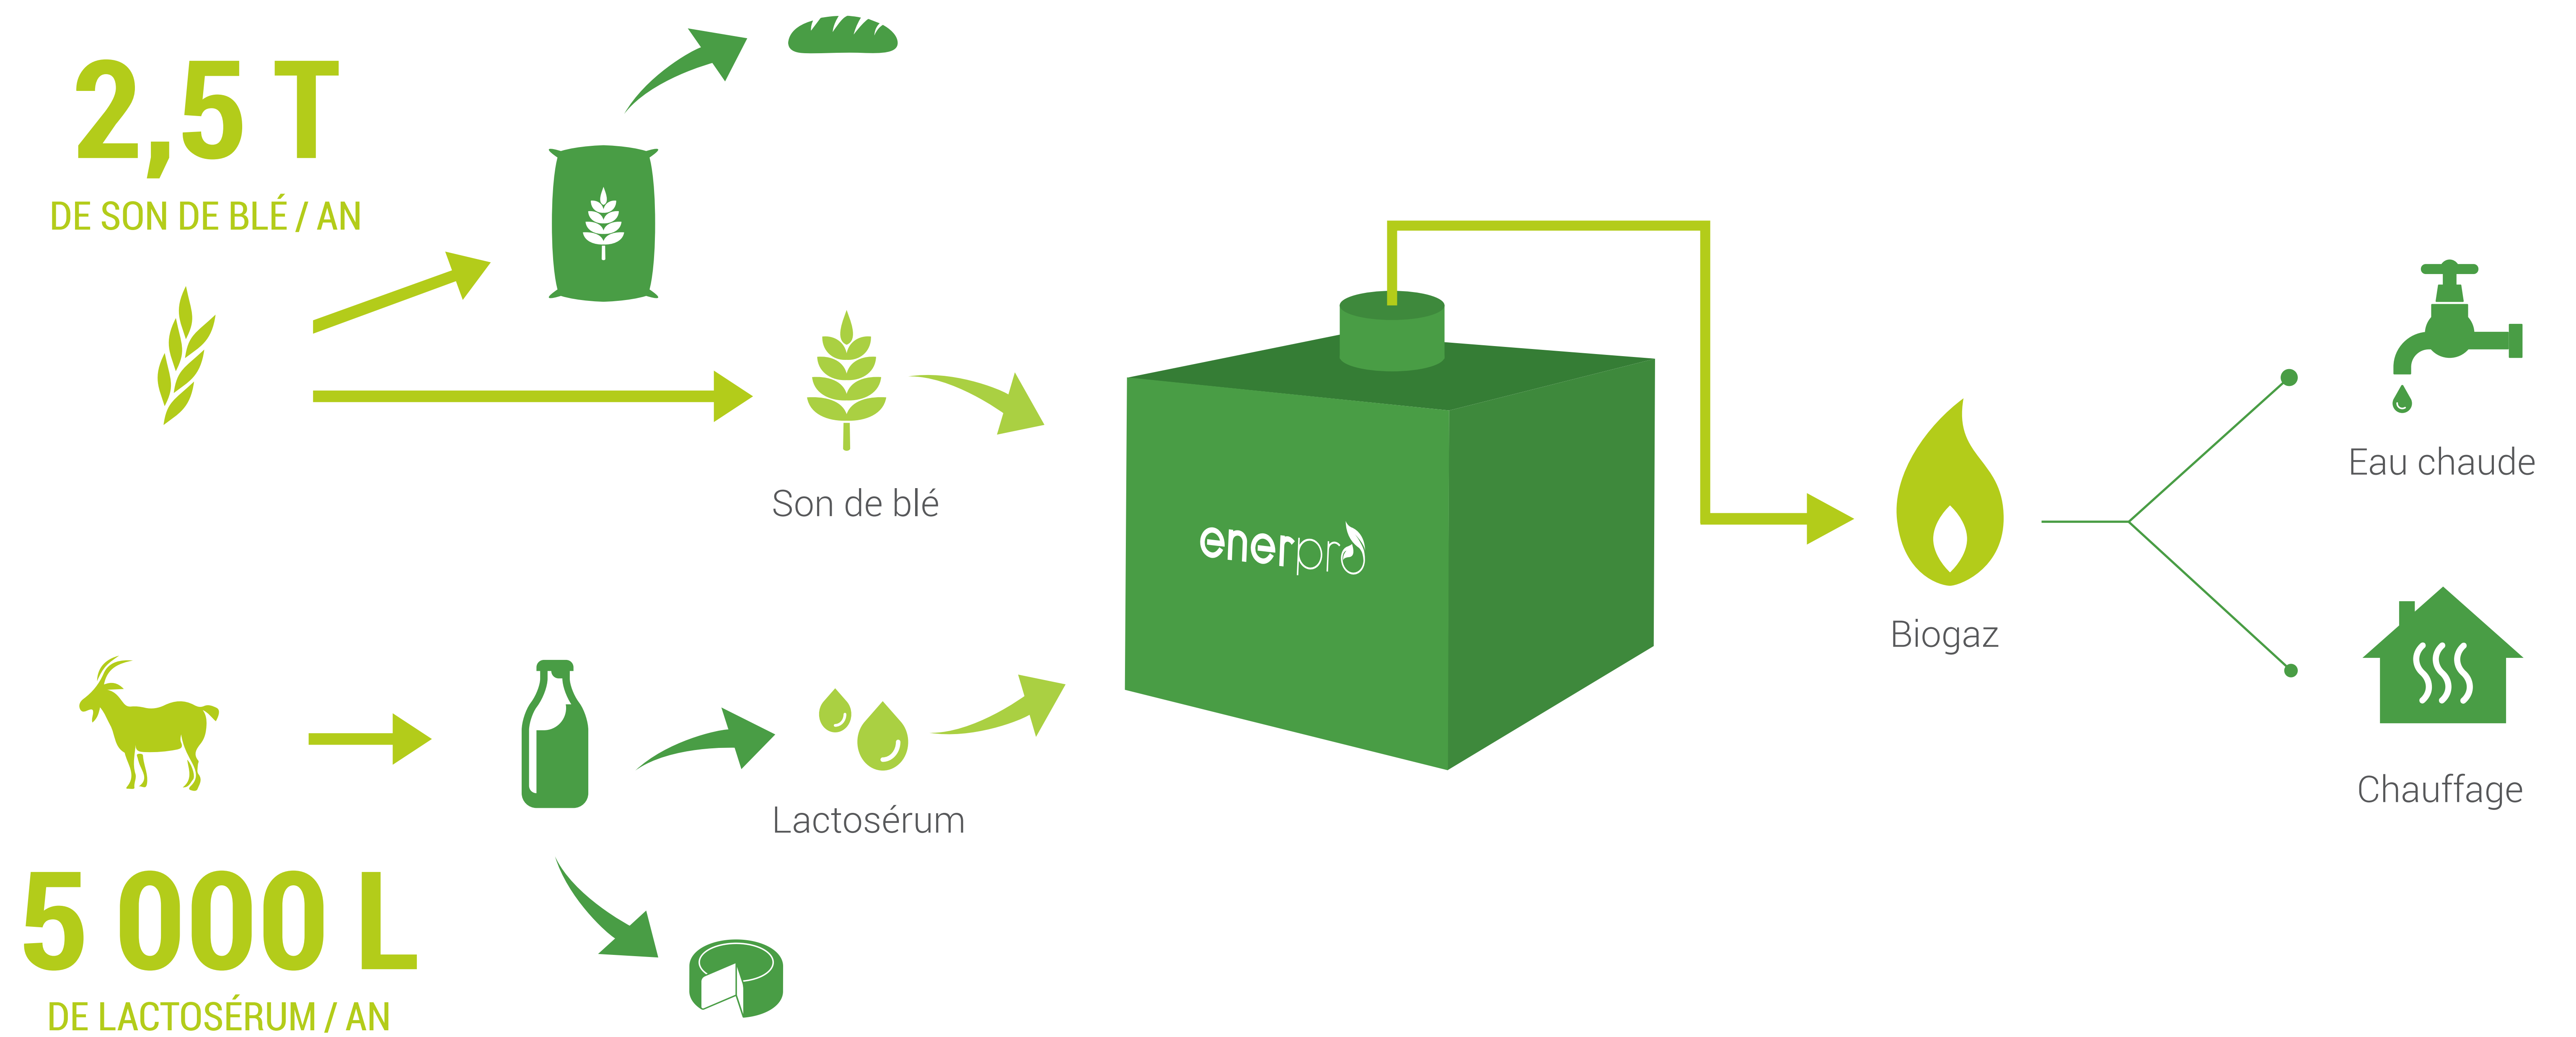 2,5 T
DE SON DE BLÉ / AN
Son de blé
enerpro
Biogaz
Eau chaude
Chauffage
Lactosérum
5 000 L
DE LACTOSÉRUM / AN